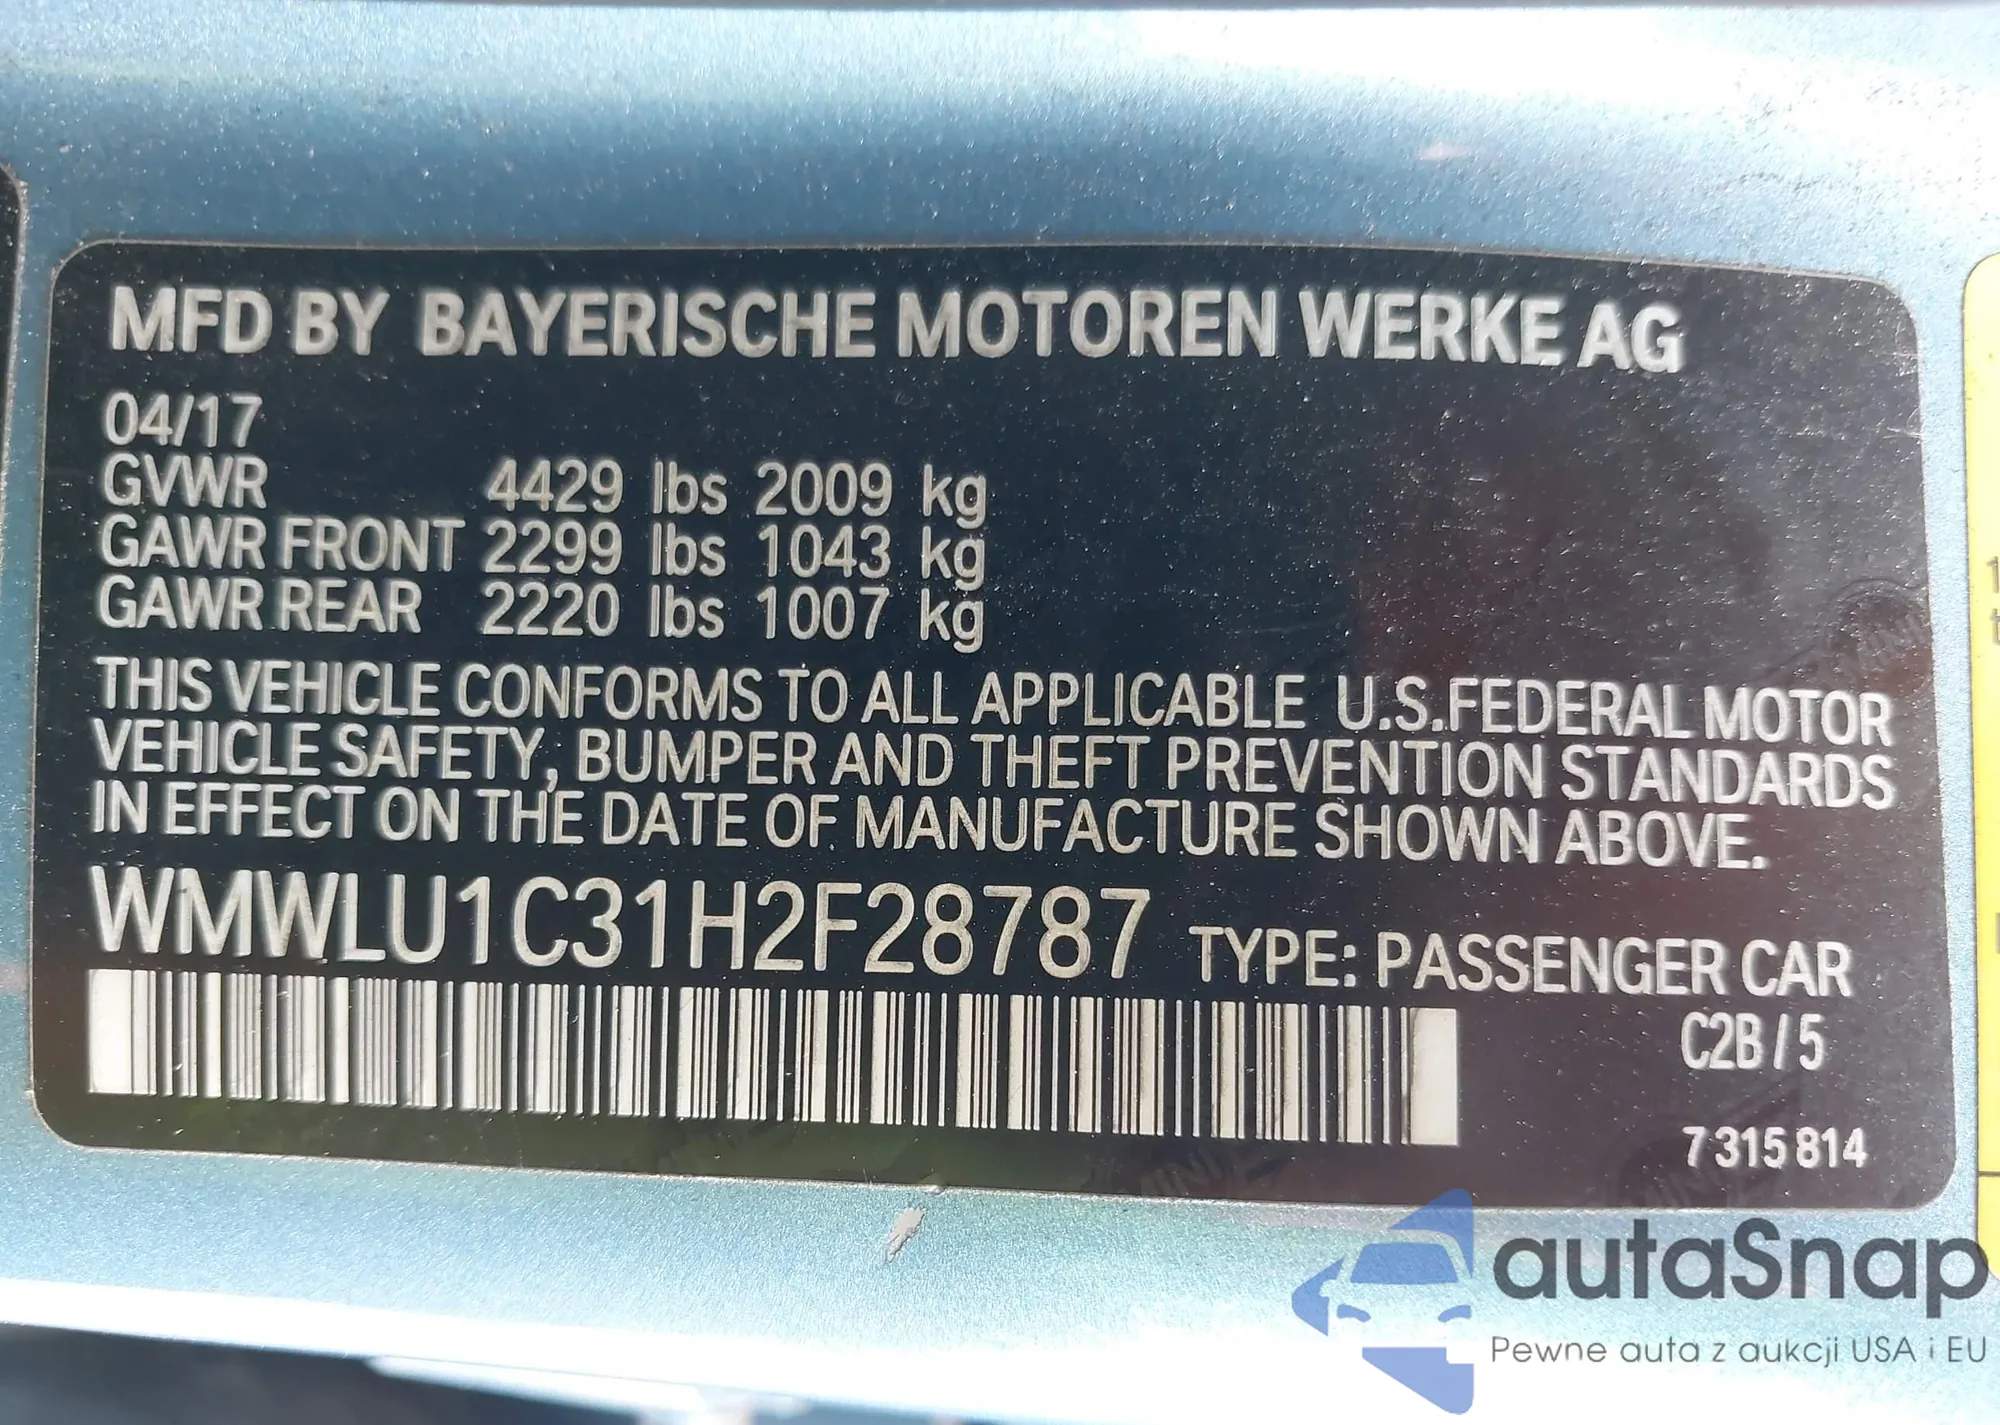 MFD BY BAYERISCHE MOTOREN WERKE AG
04/17
GVWR 4429 lbs 2009 kg
GAWR FRONT 2299 lbs 1043 kg
GAWR REAR 2220 lbs 1007 kg
THIS VEHICLE CONFORMS TO ALL APPLICABLE U.S.FEDERAL MOTOR
VEHICLE SAFETY, BUMPER AND THEFT PREVENTION STANDARDS
IN EFFECT ON THE DATE OF MANUFACTURE SHOWN ABOVE.
WMWLU1C31H2F28787 TYPE: PASSENGER CAR
C2B / 5
7 315 814
MINI
MINI
MINI
autaSnap
Pewne auta z aukcji USA i EU